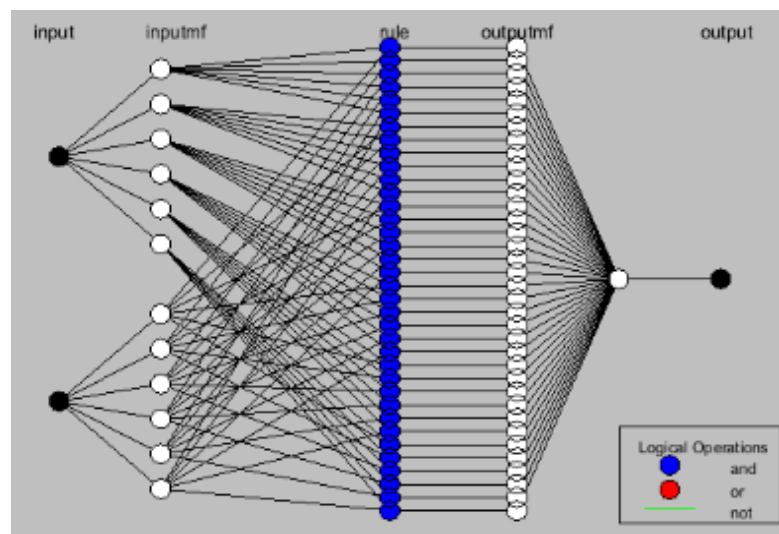 input inputmf rule outputmf output
Logical Operations
and
or
not